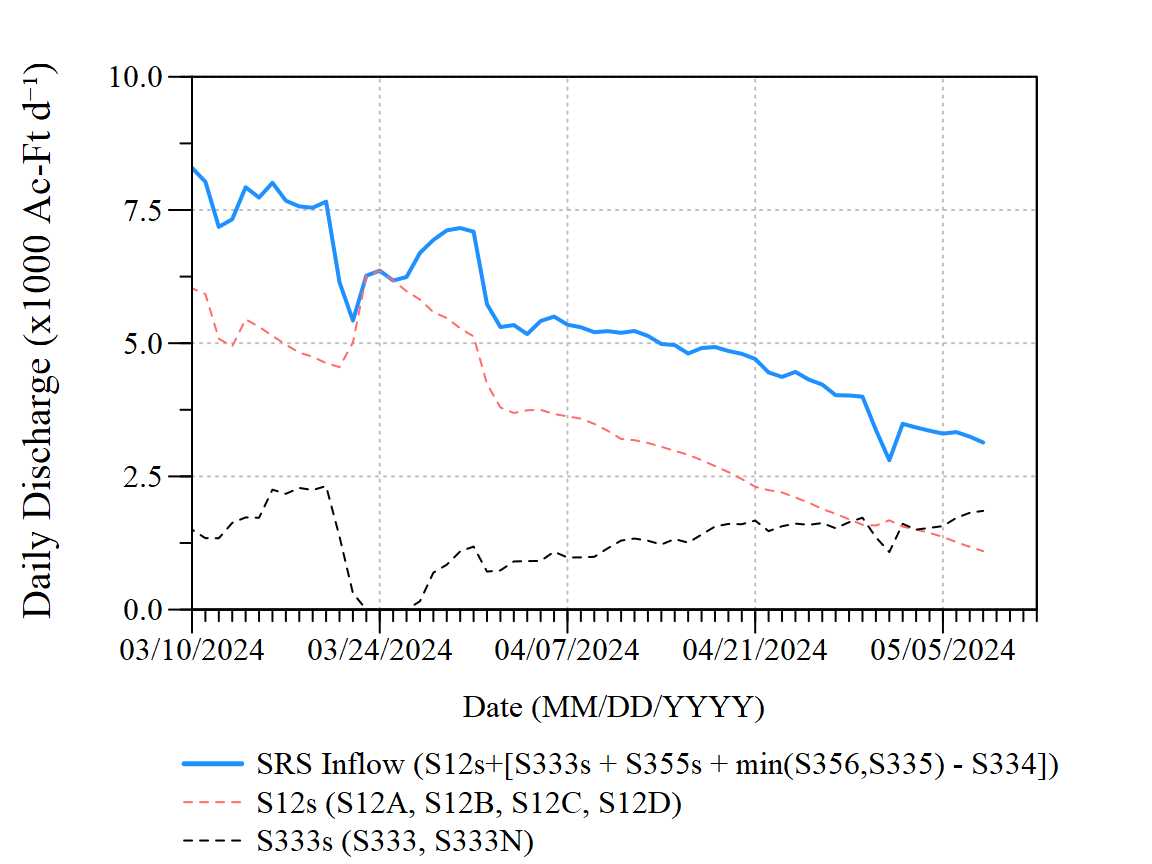 Daily Discharge (x1000 Ac-Ft d⁻¹)
10.0
7.5
5.0
2.5
0.0
03/10/2024 03/24/2024 04/07/2024 04/21/2024 05/05/2024
Date (MM/DD/YYYY)
SRS Inflow (S12s+[S333s + S355s + min(S356,S335) - S334])
S12s (S12A, S12B, S12C, S12D)
S333s (S333, S333N)